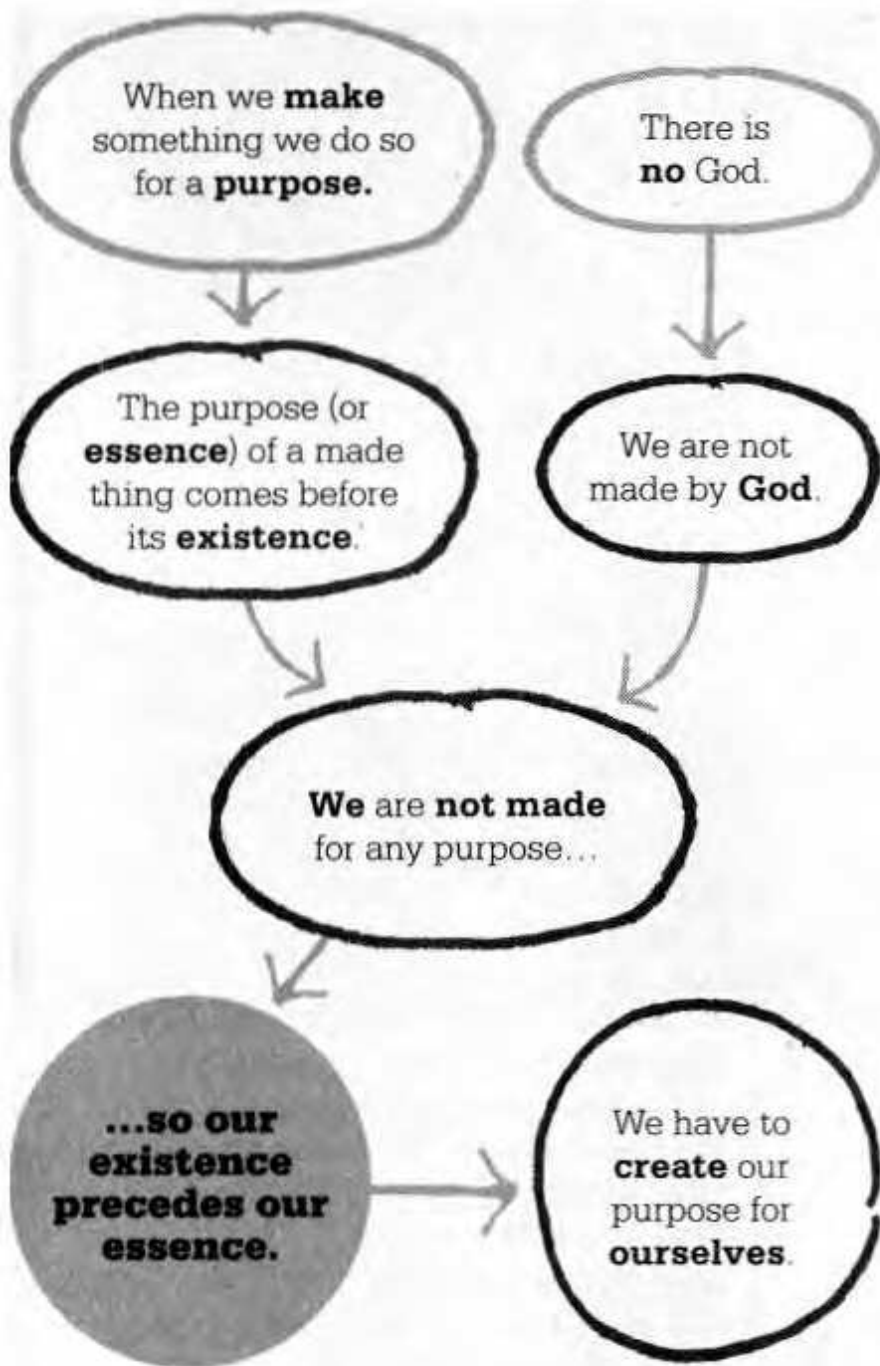 When we make
something we do so
for a purpose.
There is
no God.
The purpose (or
essence) of a made
thing comes before
its existence.
We are not
made by God.
We are not made
for any purpose...
...so our
existence
precedes our
essence.
We have to
create our
purpose for
ourselves.